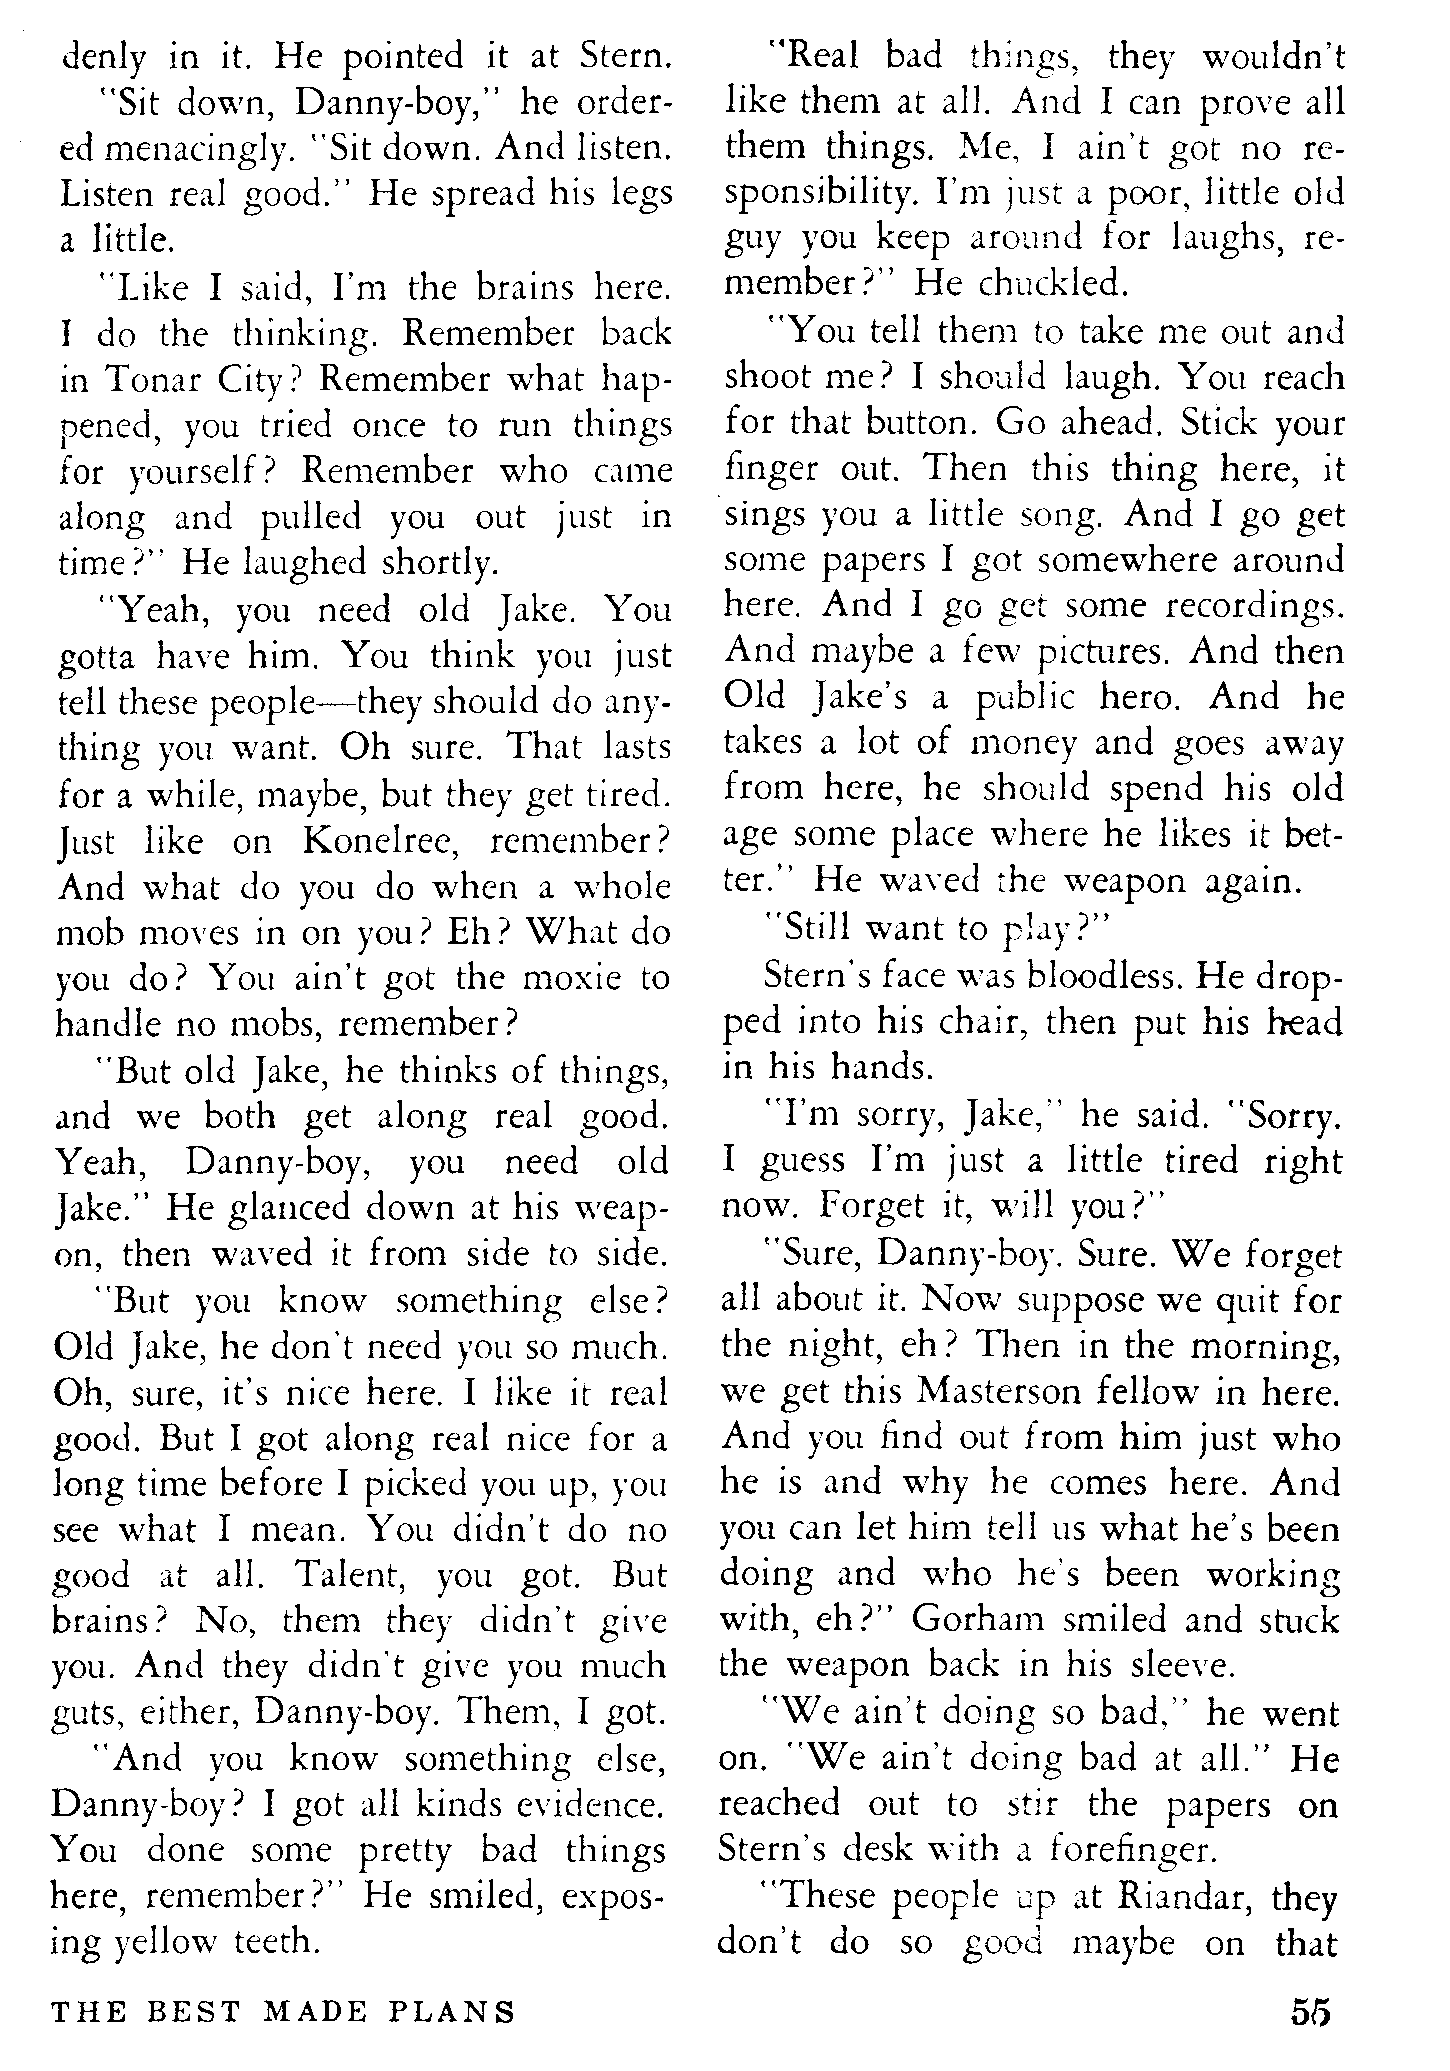 denly in it. He pointed it at Stern.
"Sit down, Danny-boy," he order-
ed menacingly. "Sit down. And listen.
Listen real good." He spread his legs
a little.
"Like I said, I'm the brains here.
I do the thinking. Remember back
in Tonar City? Remember what hap-
pened, you tried once to run things
for yourself? Remember who came
along and pulled you out just in
time?" He laughed shortly.
"Yeah, you need old Jake. You
gotta have him. You think you just
tell these people—they should do any-
thing you want. Oh sure. That lasts
for a while, maybe, but they get tired.
Just like on Konelree, remember?
And what do you do when a whole
mob moves in on you? Eh? What do
you do? You ain't got the moxie to
handle no mobs, remember?
"But old Jake, he thinks of things,
and we both get along real good.
Yeah, Danny-boy, you need old
Jake." He glanced down at his weap-
on, then waved it from side to side.
"But you know something else?
Old Jake, he don't need you so much.
Oh, sure, it's nice here. I like it real
good. But I got along real nice for a
long time before I picked you up, you
see what I mean. You didn't do no
good at all. Talent, you got. But
brains? No, them they didn't give
you. And they didn't give you much
guts, either, Danny-boy. Them, I got.
"And you know something else,
Danny-boy? I got all kinds evidence.
You done some pretty bad things
here, remember?" He smiled, expos-
ing yellow teeth.
"Real bad things, they wouldn't
like them at all. And I can prove all
them things. Me, I ain't got no re-
sponsibility. I'm just a poor, little old
guy you keep around for laughs, re-
member?" He chuckled.
"You tell them to take me out and
shoot me? I should laugh. You reach
for that button. Go ahead. Stick your
finger out. Then this thing here, it
sings you a little song. And I go get
some papers I got somewhere around
here. And I go get some recordings.
And maybe a few pictures. And then
Old Jake's a public hero. And he
takes a lot of money and goes away
from here, he should spend his old
age some place where he likes it bet-
ter." He waved the weapon again.
"Still want to play?"
Stern's face was bloodless. He drop-
ped into his chair, then put his head
in his hands.
"I'm sorry, Jake," he said. "Sorry.
I guess I'm just a little tired right
now. Forget it, will you?"
"Sure, Danny-boy. Sure. We forget
all about it. Now suppose we quit for
the night, eh? Then in the morning,
we get this Masterson fellow in here.
And you find out from him just who
he is and why he comes here. And
you can let him tell us what he's been
doing and who he's been working
with, eh?" Gorham smiled and stuck
the weapon back in his sleeve.
"We ain't doing so bad," he went
on. "We ain't doing bad at all." He
reached out to stir the papers on
Stern's desk with a forefinger.
"These people up at Riandar, they
don't do so good maybe on that
THE BEST MADE PLANS
55